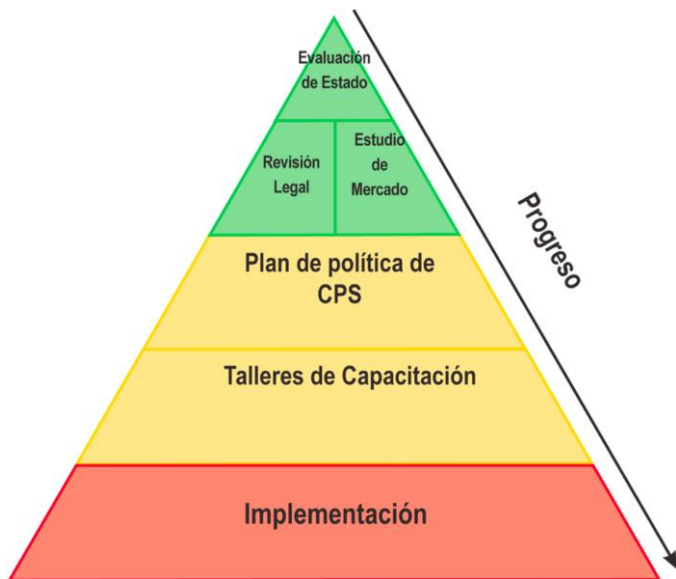 Evaluación
de Estado
Revisión
Legal
Estudio
de
Mercado
Plan de política de
CPS
Talleres de Capacitación
Implementación
Progreso